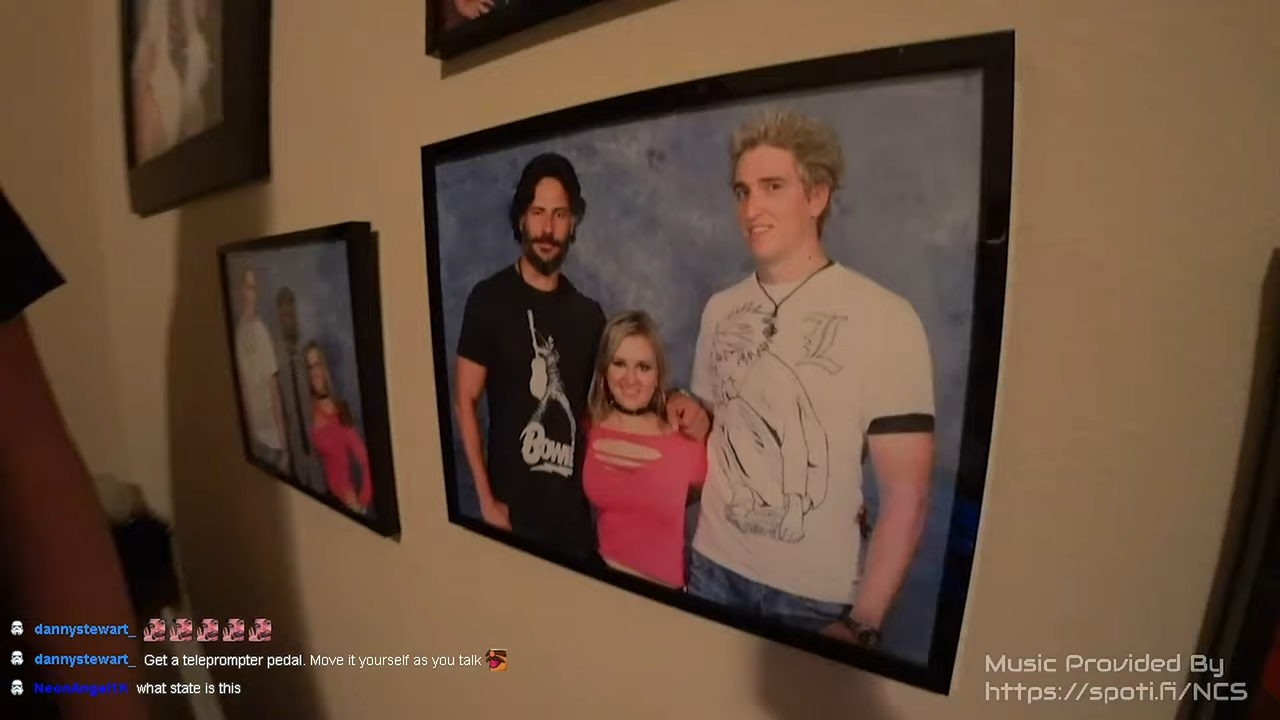 L
BOWIE
dannystewart_
dannystewart_ Get a teleprompter pedal. Move it yourself as you talk
NeonAngel1h what state is this
Music Provided By
https://spoti.fi/NCS